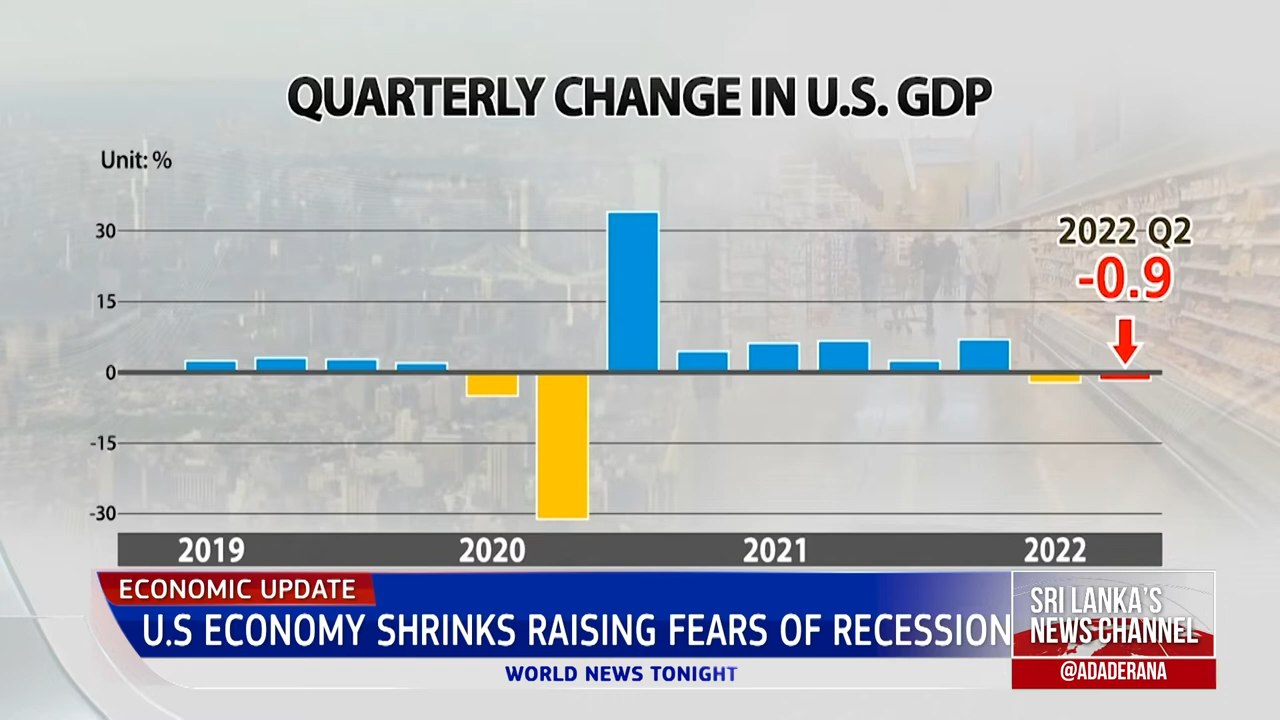 QUARTERLY CHANGE IN U.S. GDP
Unit: %
30
15
0
-15
-30
2022 Q2
-0.9
2019 2020 2021 2022
ECONOMIC UPDATE
U.S ECONOMY SHRINKS RAISING FEARS OF RECESSION
WORLD NEWS TONIGHT
SRI LANKA'S
NEWS CHANNEL
@ADADERANA